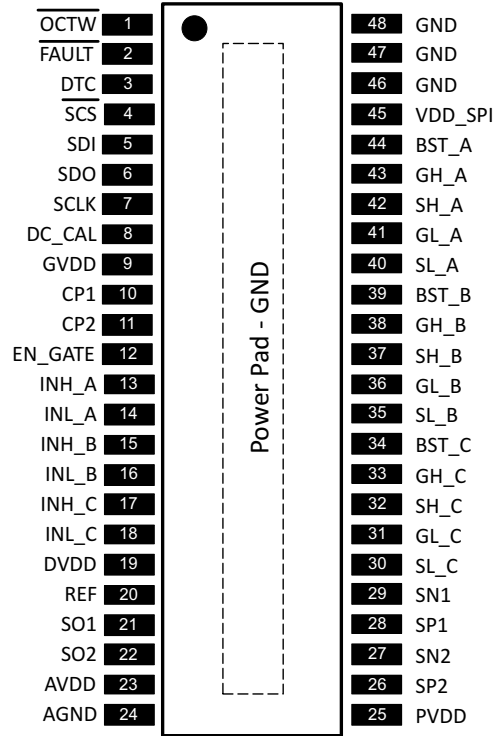 OCTW 1 48 GND
FAULT 2 47 GND
DTC 3 46 GND
SCS 4 45 VDD_SPI
SDI 5 44 BST_A
SDO 6 43 GH_A
SCLK 7 42 SH_A
DC_CAL 8 41 GL_A
GVDD 9 40 SL_A
CP1 10 39 BST_B
CP2 11 38 GH_B
EN_GATE 12 37 SH_B
INH_A 13 36 GL_B
INL_A 14 35 SL_B
INH_B 15 34 BST_C
INL_B 16 33 GH_C
INH_C 17 32 SH_C
INL_C 18 31 GL_C
DVDD 19 30 SL_C
REF 20 29 SN1
SO1 21 28 SP1
SO2 22 27 SN2
AVDD 23 26 SP2
AGND 24 25 PVDD
Power Pad - GND